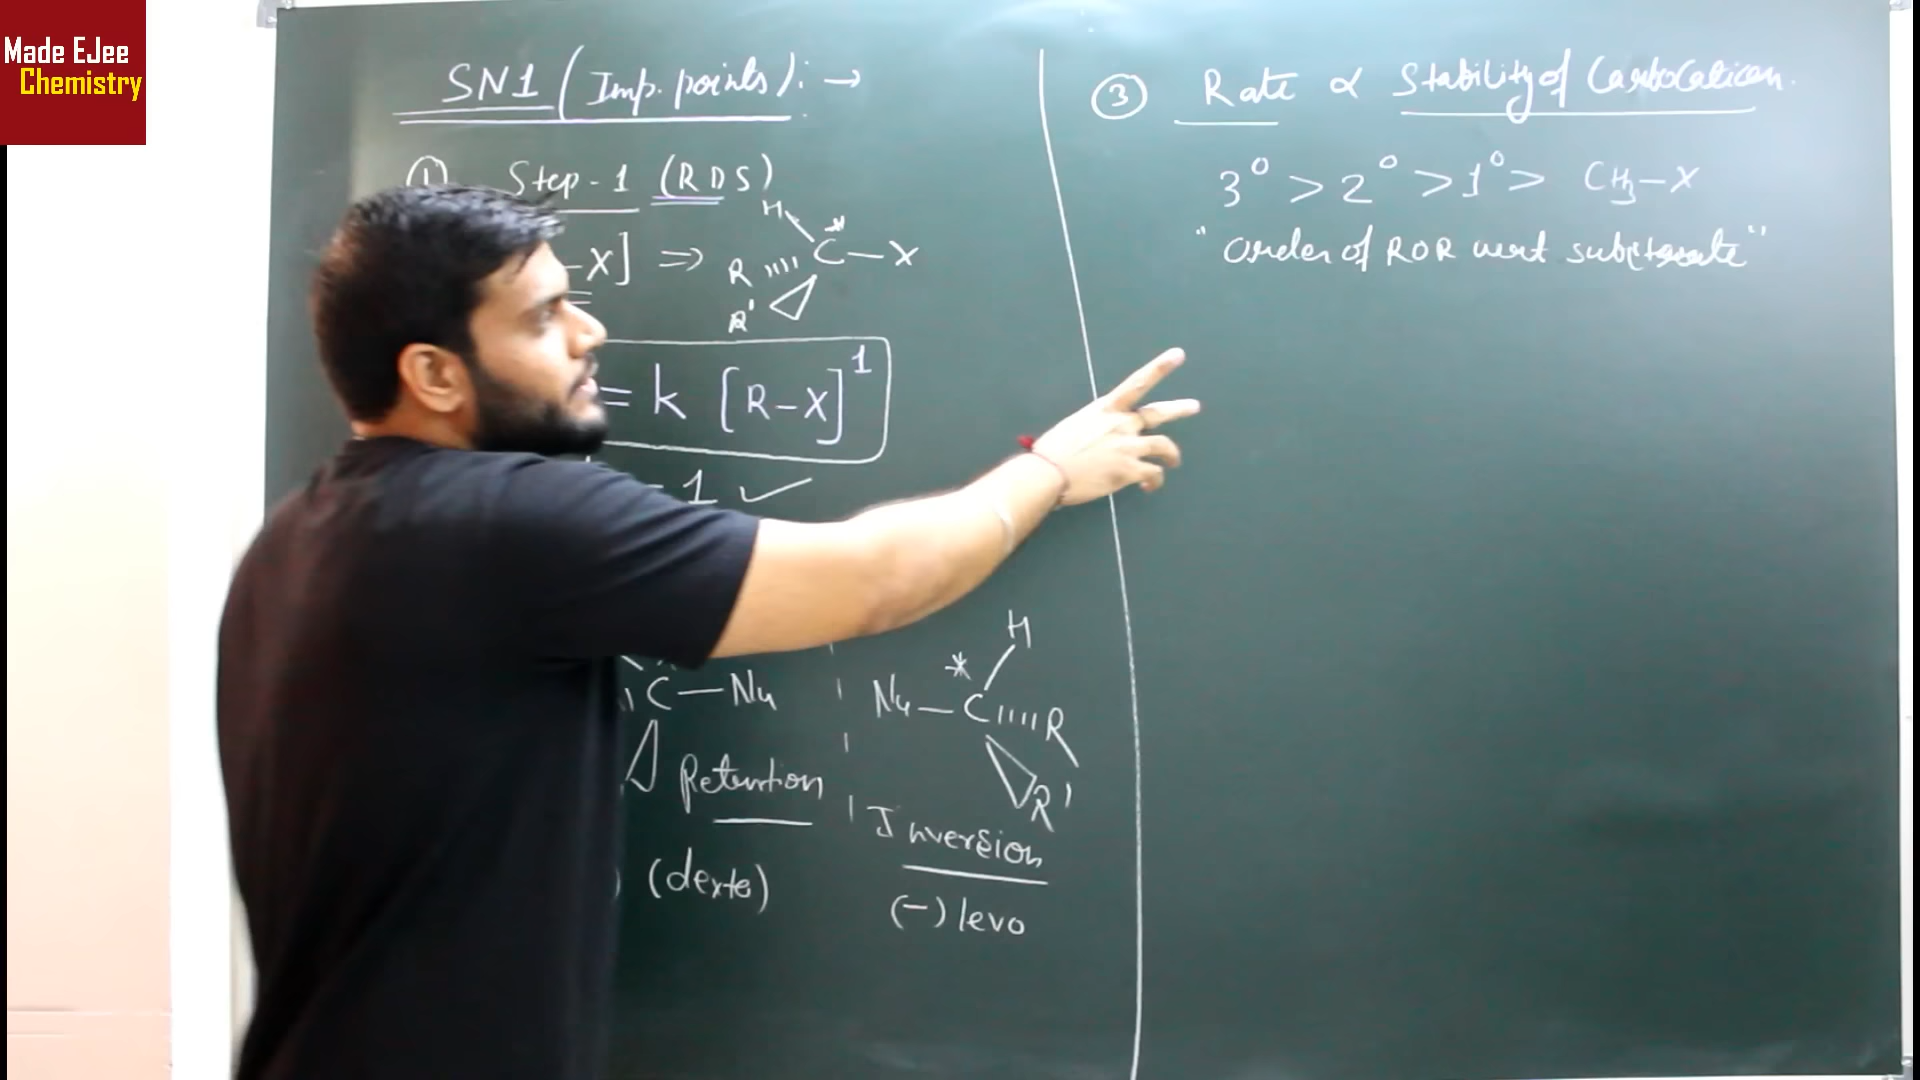 Made EJee
Chemistry
SN1 (Imp. points): →
① Step-1 (RDS)
-X] ⇒
H
C*—X
R
R'
= k [R-X]¹
= 1 ✓
C—Nu
Retention
(dexto)
H
*
Nu—C R
R'
Inversion
(-) levo
③ Rate ∝ Stability of Carbocation.
3° > 2° > 1° > CH₃-X
"order of ROR wrt substrate"